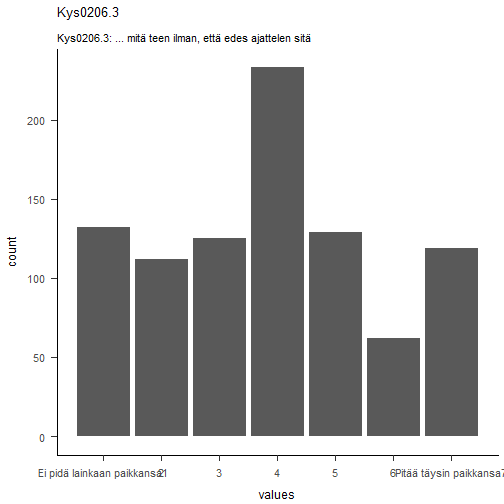 Kys0206.3
Kys0206.3: ... mitä teen ilman, että edes ajattelen sitä
200
150
100
50
0
count
Ei pidä lainkaan paikkansa1 2 3 4 5 6 Pitää täysin paikkansa7
values